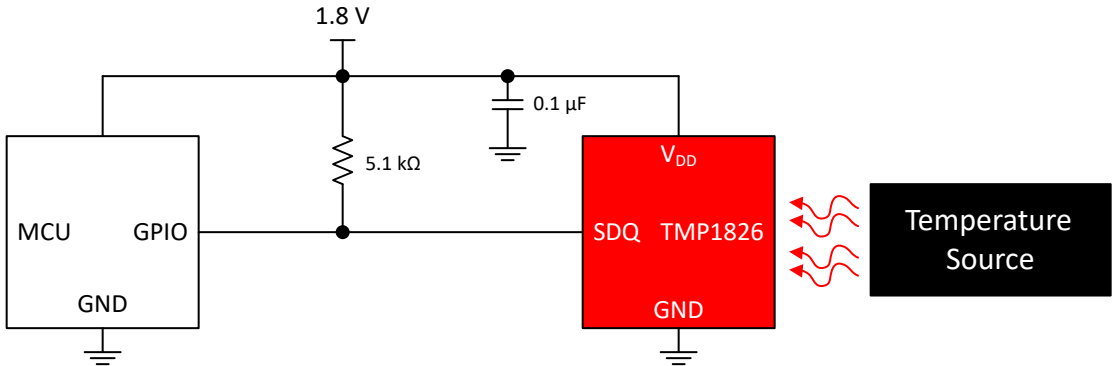 1.8 V
0.1 µF
5.1 kΩ
VDD
MCU GPIO
SDQ TMP1826
Temperature
Source
GND
GND